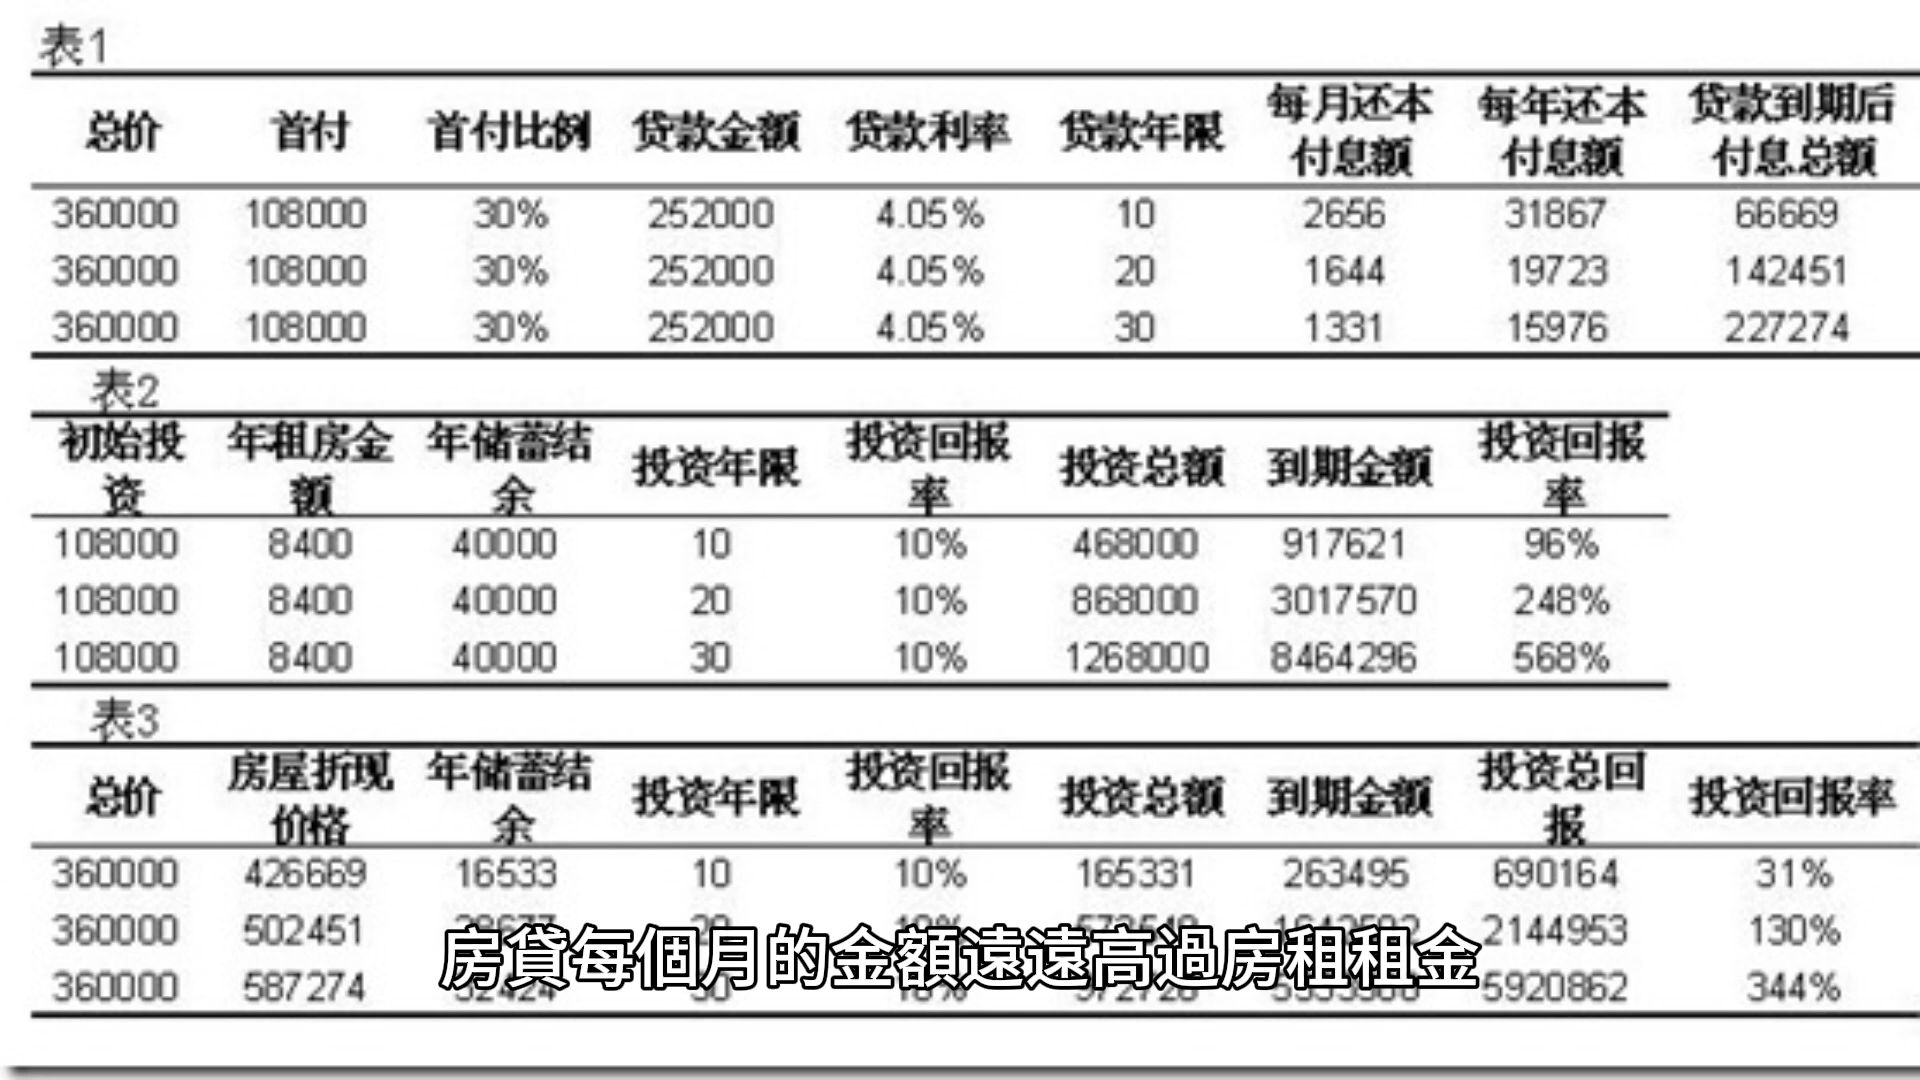 表1
总价 首付 首付比例 贷款金额 贷款利率 贷款年限 每月还本付息额 每年还本付息额 贷款到期后付息总额
360000 108000 30% 252000 4.05% 10 2656 31867 66669
360000 108000 30% 252000 4.05% 20 1644 19723 142451
360000 108000 30% 252000 4.05% 30 1331 15976 227274
表2
初始投资 年租房金额 年储蓄结余 投资年限 投资回报率 投资总额 到期金额 投资回报率
108000 8400 40000 10 10% 468000 917621 96%
108000 8400 40000 20 10% 868000 3017570 248%
108000 8400 40000 30 10% 1268000 8464296 568%
表3
总价 房屋折现价格 年储蓄结余 投资年限 投资回报率 投资总额 到期金额 投资总回报 投资回报率
360000 426669 16533 10 10% 165331 263495 690164 31%
360000 502451 2144953 130%
360000 587274 5920862 344%
房貸每個月的金額遠遠高過房租租金